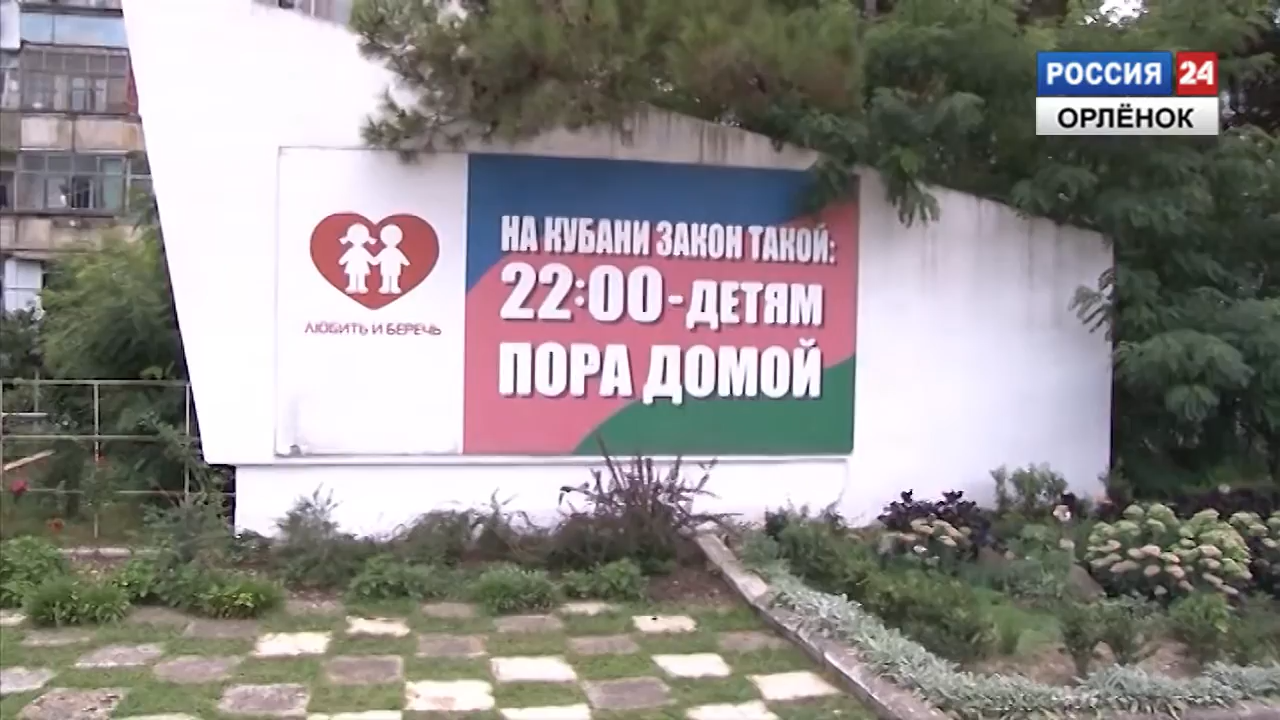 РОССИЯ 24
ОРЛЁНОК
НА КУБАНИ ЗАКОН ТАКОЙ:
22:00-ДЕТЯМ
ПОРА ДОМОЙ
ЛЮБИТЬ И БЕРЕЧЬ